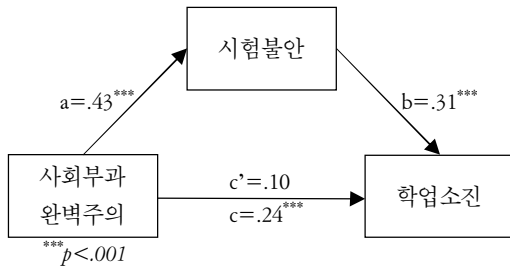 시험불안
a=.43***
b=.31***
사회부과
완벽주의
c’=.10
c=.24***
학업소진
***p<.001